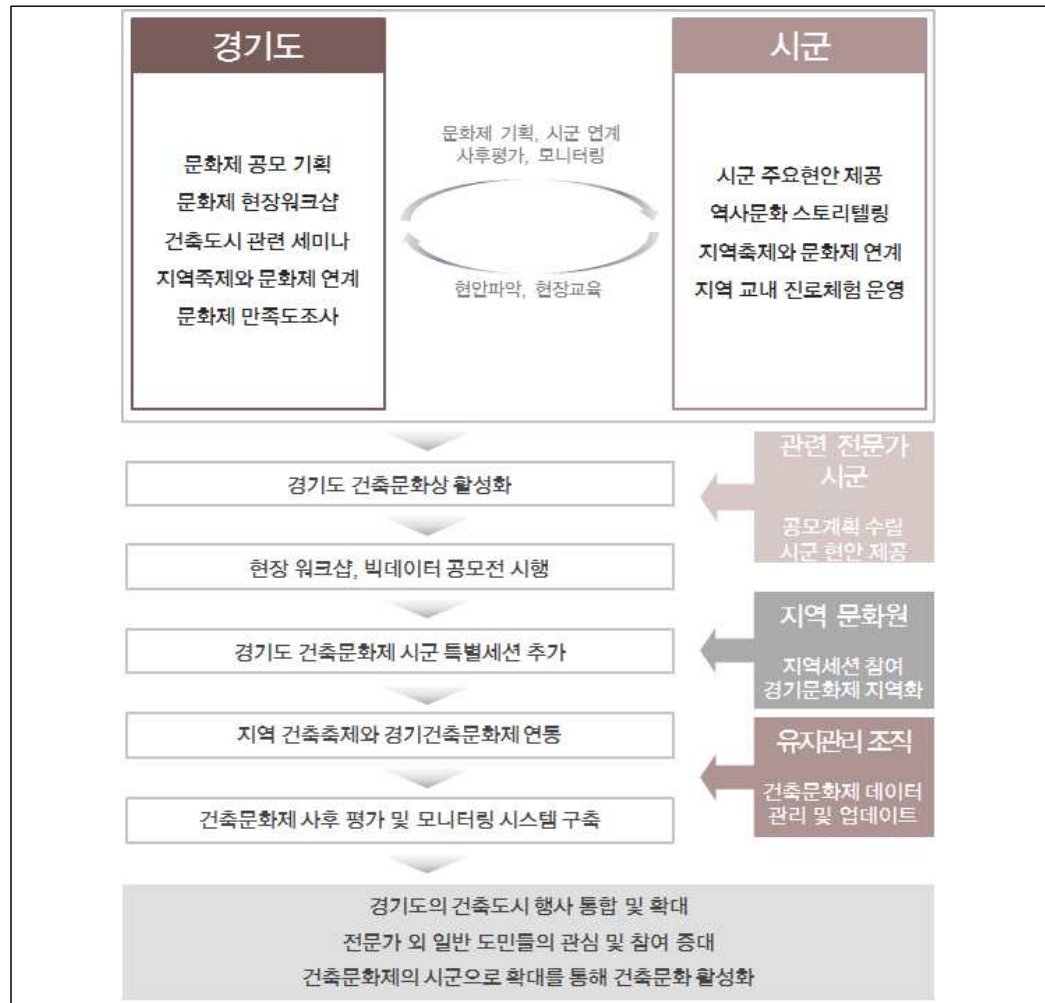 경기도
문화제 공모 기획
문화제 현장워크샵
건축도시 관련 세미나
지역죽제와 문화제 연계
문화제 만족도조사
문화제 기획, 시군 연계
사후평가, 모니터링
현안파악, 현장교육
시군
시군 주요현안 제공
역사문화 스토리텔링
지역축제와 문화제 연계
지역 교내 진로체험 운영
경기도 건축문화상 활성화
현장 워크샵, 빅데이터 공모전 시행
경기도 건축문화제 시군 특별세션 추가
지역 건축축제와 경기건축문화제 연동
건축문화제 사후 평가 및 모니터링 시스템 구축
관련 전문가
시군
공모계획 수립
시군 현안 제공
지역 문화원
지역세션 참여
경기문화제 지역화
유지관리 조직
건축문화제 데이터
관리 및 업데이트
경기도의 건축도시 행사 통합 및 확대
전문가 외 일반 도민들의 관심 및 참여 증대
건축문화제의 시군으로 확대를 통해 건축문화 활성화